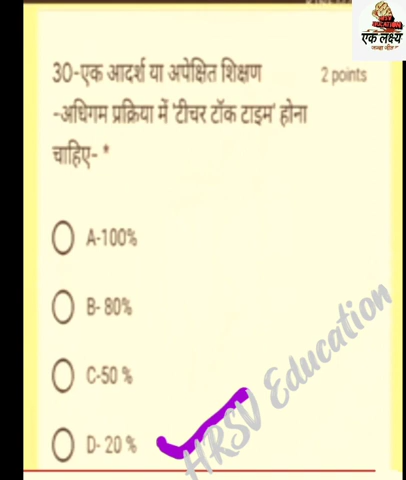 एक लक्ष्य
30-एक आदर्श या अपेक्षित शिक्षण 2 points
-अधिगम प्रक्रिया में 'टीचर टॉक टाइम' होना
चाहिए- *
A-100%
B- 80%
C-50 %
D- 20 %
HRSV Education